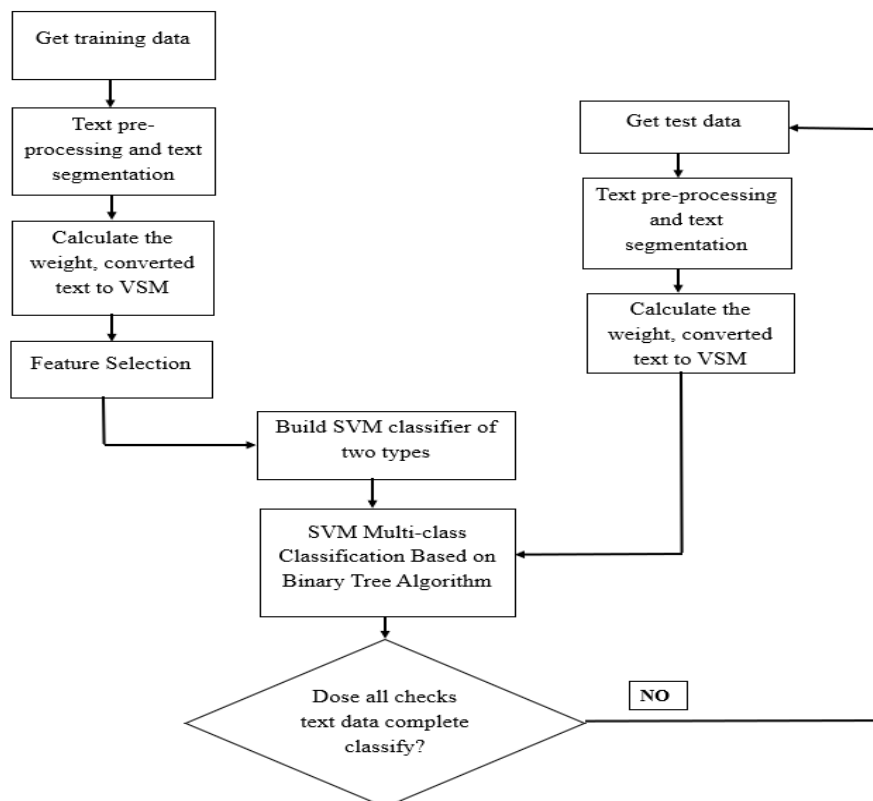 Get training data
Text pre-
processing and text
segmentation
Calculate the
weight, converted
text to VSM
Feature Selection
Get test data
Text pre-processing
and text
segmentation
Calculate the
weight, converted
text to VSM
Build SVM classifier of
two types
SVM Multi-class
Classification Based on
Binary Tree Algorithm
Dose all checks
text data complete
classify?
NO